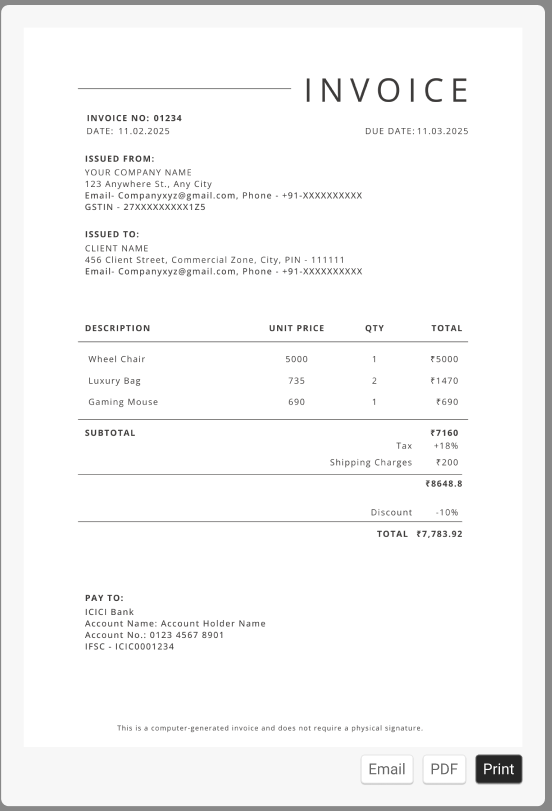 INVOICE
INVOICE NO: 01234
DATE: 11.02.2025 DUE DATE: 11.03.2025
ISSUED FROM:
YOUR COMPANY NAME
123 Anywhere St., Any City
Email- Companyxyz@gmail.com, Phone - +91-XXXXXXXXXX
GSTIN - 27XXXXXXXXX1Z5
ISSUED TO:
CLIENT NAME
456 Client Street, Commercial Zone, City, PIN - 111111
Email- Companyxyz@gmail.com, Phone - +91-XXXXXXXXXX
DESCRIPTION UNIT PRICE QTY TOTAL
Wheel Chair 5000 1 ₹5000
Luxury Bag 735 2 ₹1470
Gaming Mouse 690 1 ₹690
SUBTOTAL ₹7160
Tax +18%
Shipping Charges ₹200
₹8648.8
Discount -10%
TOTAL ₹7,783.92
PAY TO:
ICICI Bank
Account Name: Account Holder Name
Account No.: 0123 4567 8901
IFSC - ICIC0001234
This is a computer-generated invoice and does not require a physical signature.
Email PDF Print